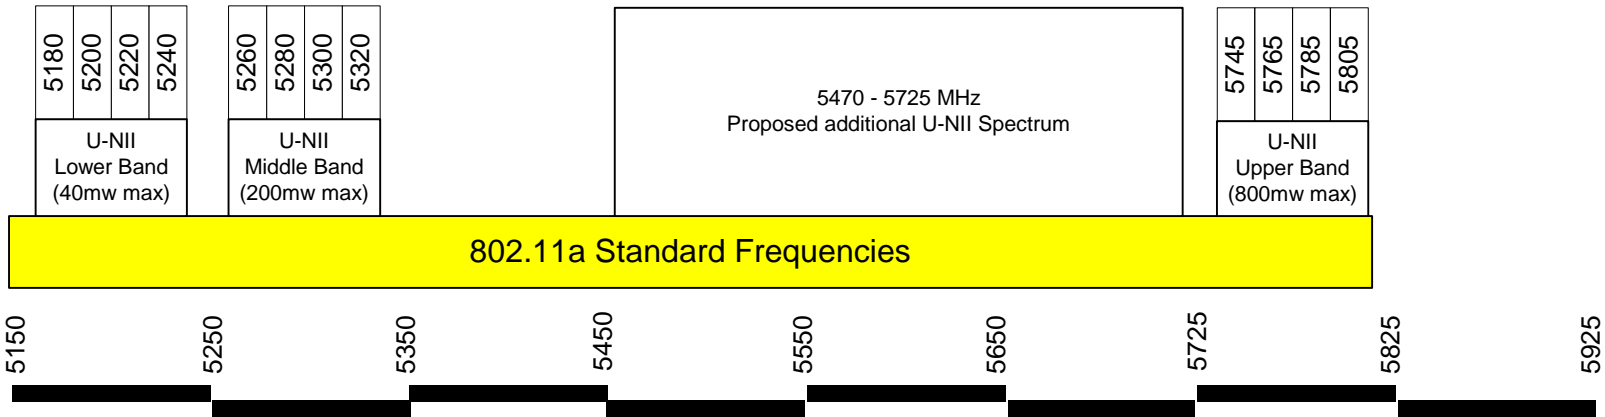 5180 5200 5220 5240
5260 5280 5300 5320
5745 5765 5785 5805
5470 - 5725 MHz
Proposed additional U-NII Spectrum
U-NII
Lower Band
(40mw max)
U-NII
Middle Band
(200mw max)
U-NII
Upper Band
(800mw max)
802.11a Standard Frequencies
5150 5250 5350 5450 5550 5650 5725 5825 5925